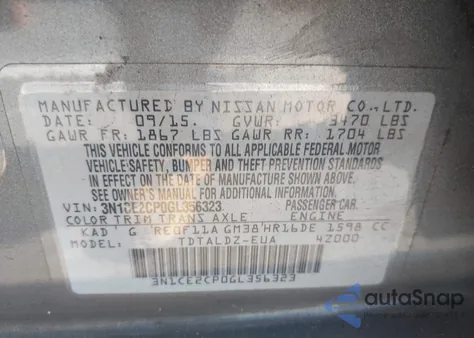 MANUFACTURED BY NISSAN MOTOR CO.,LTD.
DATE: 09/15. GVWR: 3470 LBS
GAWR FR: 1867 LBS GAWR RR: 1704 LBS
THIS VEHICLE CONFORMS TO ALL APPLICABLE FEDERAL MOTOR
VEHICLE SAFETY, BUMPER AND THEFT PREVENTION STANDARDS
IN EFFECT ON THE DATE OF MANUFACTURE SHOWN ABOVE.
SEE OWNER'S MANUAL FOR ADDITIONAL INFORMATION.
VIN: 3N1CE2CP0GL356323 PASSENGER CAR.
COLOR TRIM TRANS AXLE ENGINE
KAD G RE0F11A GM38 HR16DE 1598 CC
MODEL: TDTALDZ-EUA 4Z000
3N1CE2CP0GL356323
autoSnap